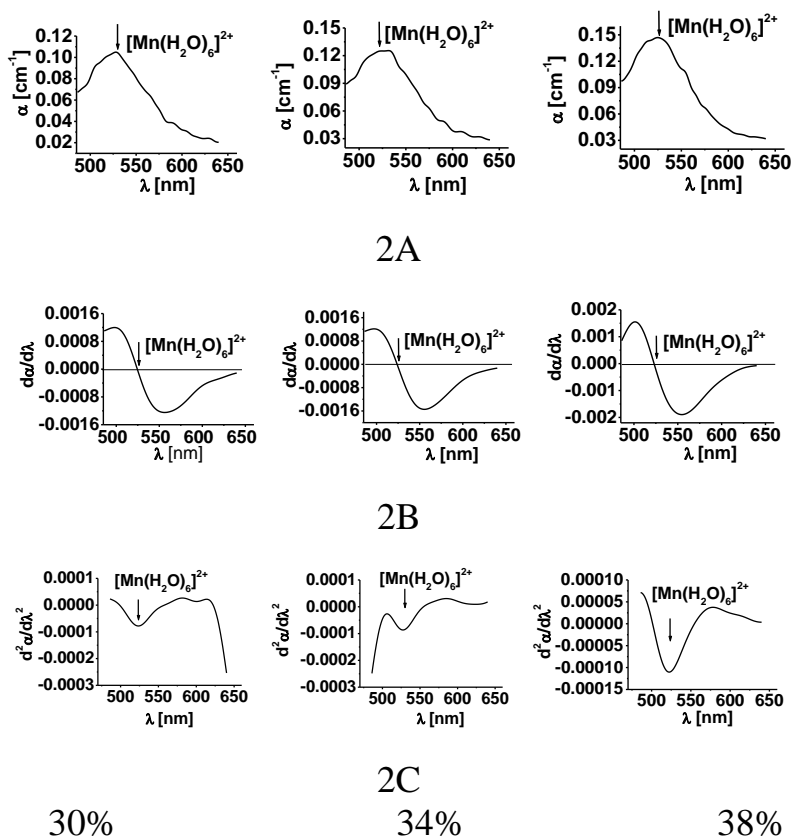 [Mn(H₂O)₆]²⁺
α [cm⁻¹]
0.12
0.10
0.08
0.06
0.04
0.02
500 550 600 650
λ [nm]
[Mn(H₂O)₆]²⁺
α [cm⁻¹]
0.15
0.12
0.09
0.06
0.03
500 550 600 650
λ [nm]
[Mn(H₂O)₆]²⁺
α [cm⁻¹]
0.15
0.12
0.09
0.06
0.03
500 550 600 650
λ [nm]
2A
[Mn(H₂O)₆]²⁺
dα/dλ
0.0016
0.0008
0.0000
-0.0008
-0.0016
500 550 600 650
λ [nm]
[Mn(H₂O)₆]²⁺
dα/dλ
0.0016
0.0008
0.0000
-0.0008
-0.0016
500 550 600 650
λ [nm]
[Mn(H₂O)₆]²⁺
dα/dλ
0.002
0.001
0.000
-0.001
-0.002
500 550 600 650
λ [nm]
2B
[Mn(H₂O)₆]²⁺
d²α/dλ²
0.0001
0.0000
-0.0001
-0.0002
-0.0003
500 550 600 650
λ [nm]
[Mn(H₂O)₆]²⁺
d²α/dλ²
0.0001
0.0000
-0.0001
-0.0002
-0.0003
500 550 600 650
λ [nm]
[Mn(H₂O)₆]²⁺
d²α/dλ²
0.00010
0.00005
0.00000
-0.00005
-0.00010
-0.00015
500 550 600 650
λ [nm]
2C
30% 34% 38%